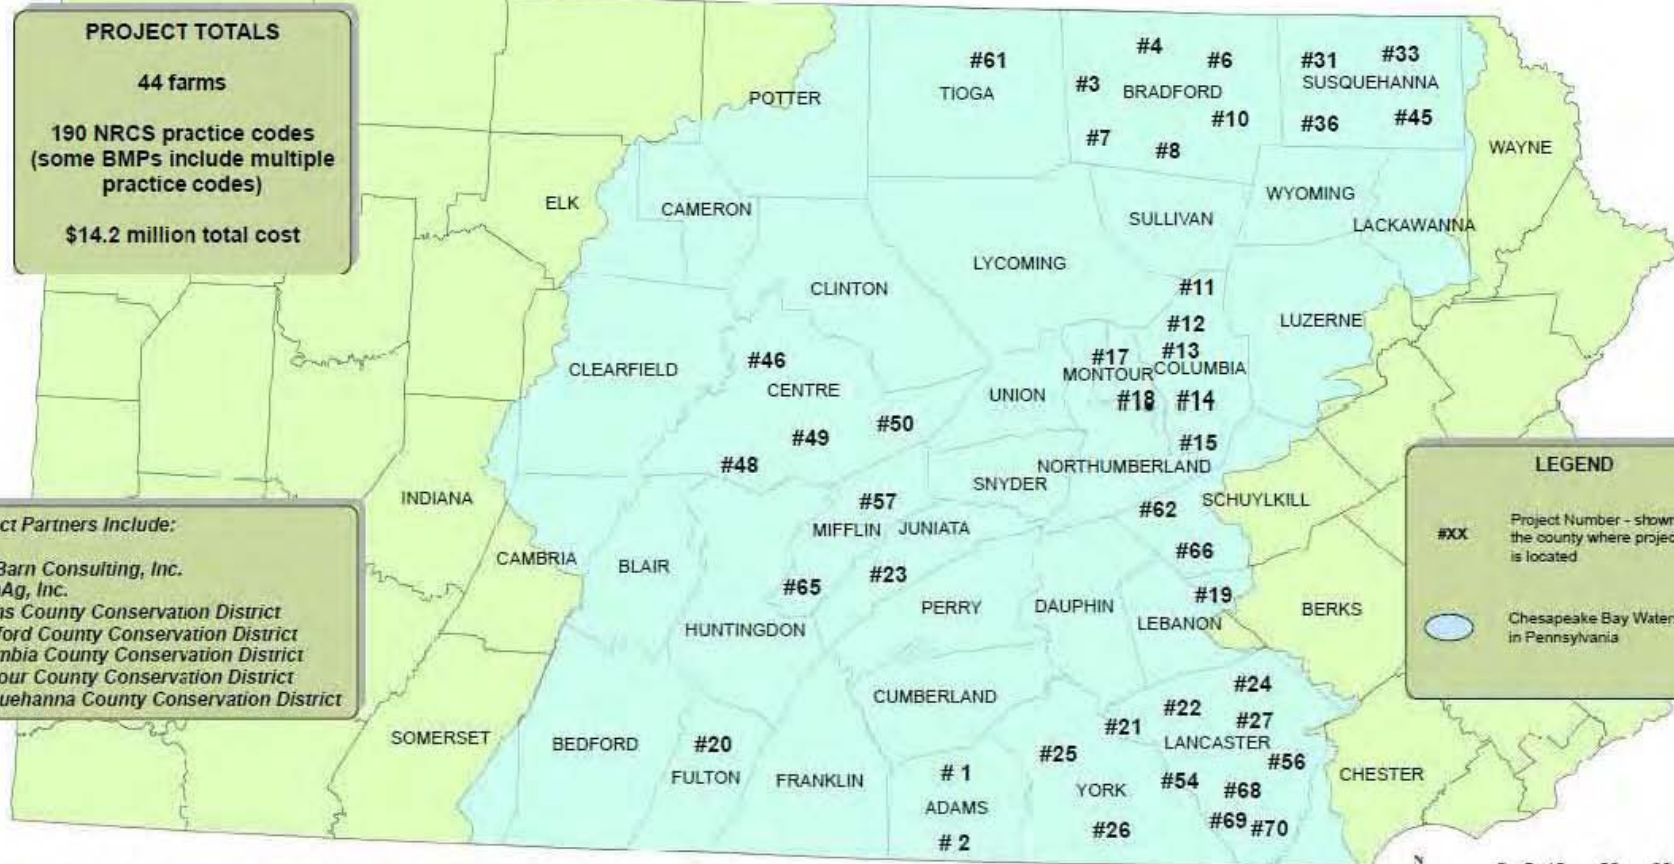 PROJECT TOTALS
44 farms
190 NRCS practice codes
(some BMPs include multiple
practice codes)
$14.2 million total cost
ct Partners Include:
Barn Consulting, Inc.
Ag, Inc.
ns County Conservation District
ford County Conservation District
mbia County Conservation District
our County Conservation District
uehanna County Conservation District
LEGEND
#XX
Project Number - shown
the county where projec
is located
Chesapeake Bay Water
in Pennsylvania
#61
TIOGA
POTTER
#4
#6
#3
BRADFORD
#10
#7
#8
#31
#33
SUSQUEHANNA
#36
#45
WAYNE
ELK
CAMERON
SULLIVAN
WYOMING
LACKAWANNA
LYCOMING
CLINTON
#11
#12
LUZERNE
CLEARFIELD
#46
CENTRE
#17
#13
MONTOUR
COLUMBIA
UNION
#18
#14
#50
#49
#48
#15
NORTHUMBERLAND
SNYDER
INDIANA
#57
MIFFLIN
JUNIATA
#62
SCHUYLKILL
CAMBRIA
BLAIR
#66
#65
#23
#19
PERRY
DAUPHIN
LEBANON
BERKS
HUNTINGDON
CUMBERLAND
#24
#22
#27
#21
LANCASTER
SOMERSET
BEDFORD
#20
FULTON
FRANKLIN
# 1
ADAMS
# 2
#25
YORK
#26
#56
#54
#68
#69
#70
CHESTER
N